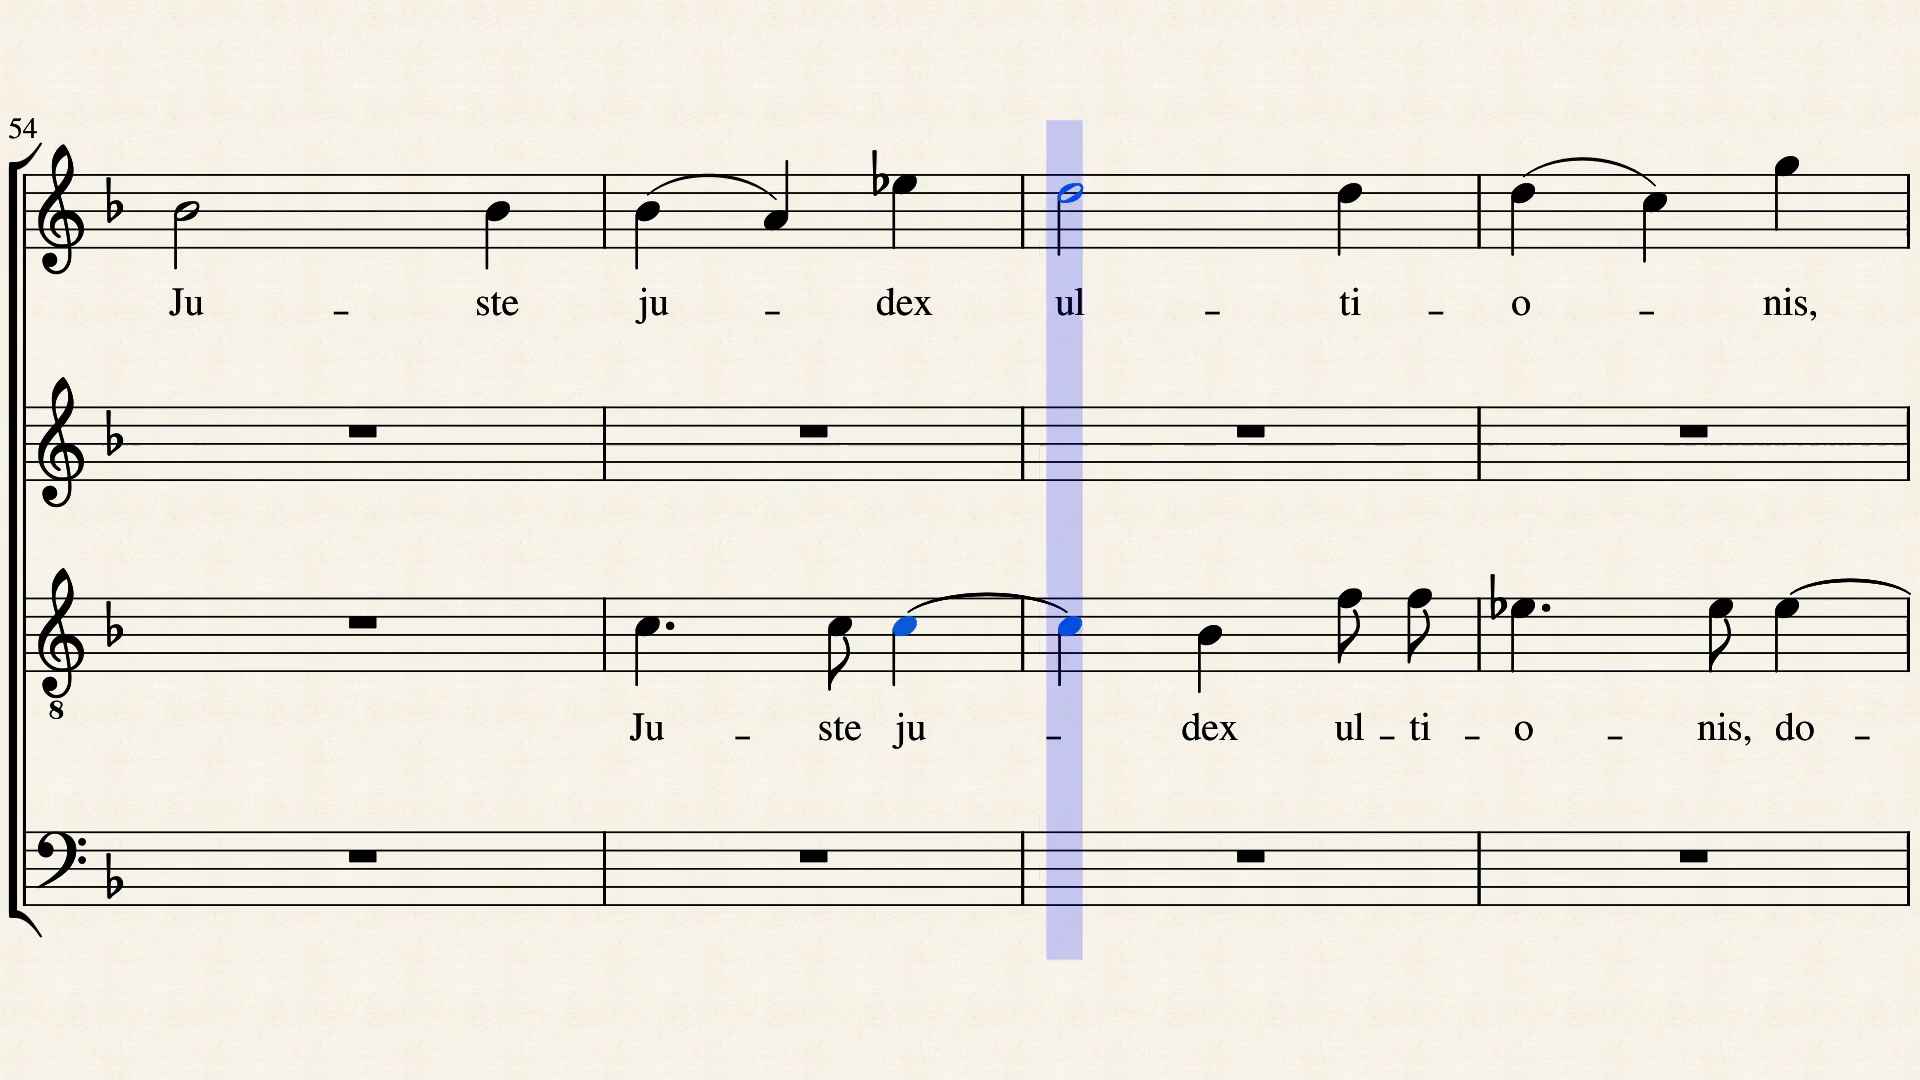 54
Ju - ste ju - dex ul - ti - o - nis,
8
Ju - ste ju - dex ul - ti - o - nis, do -